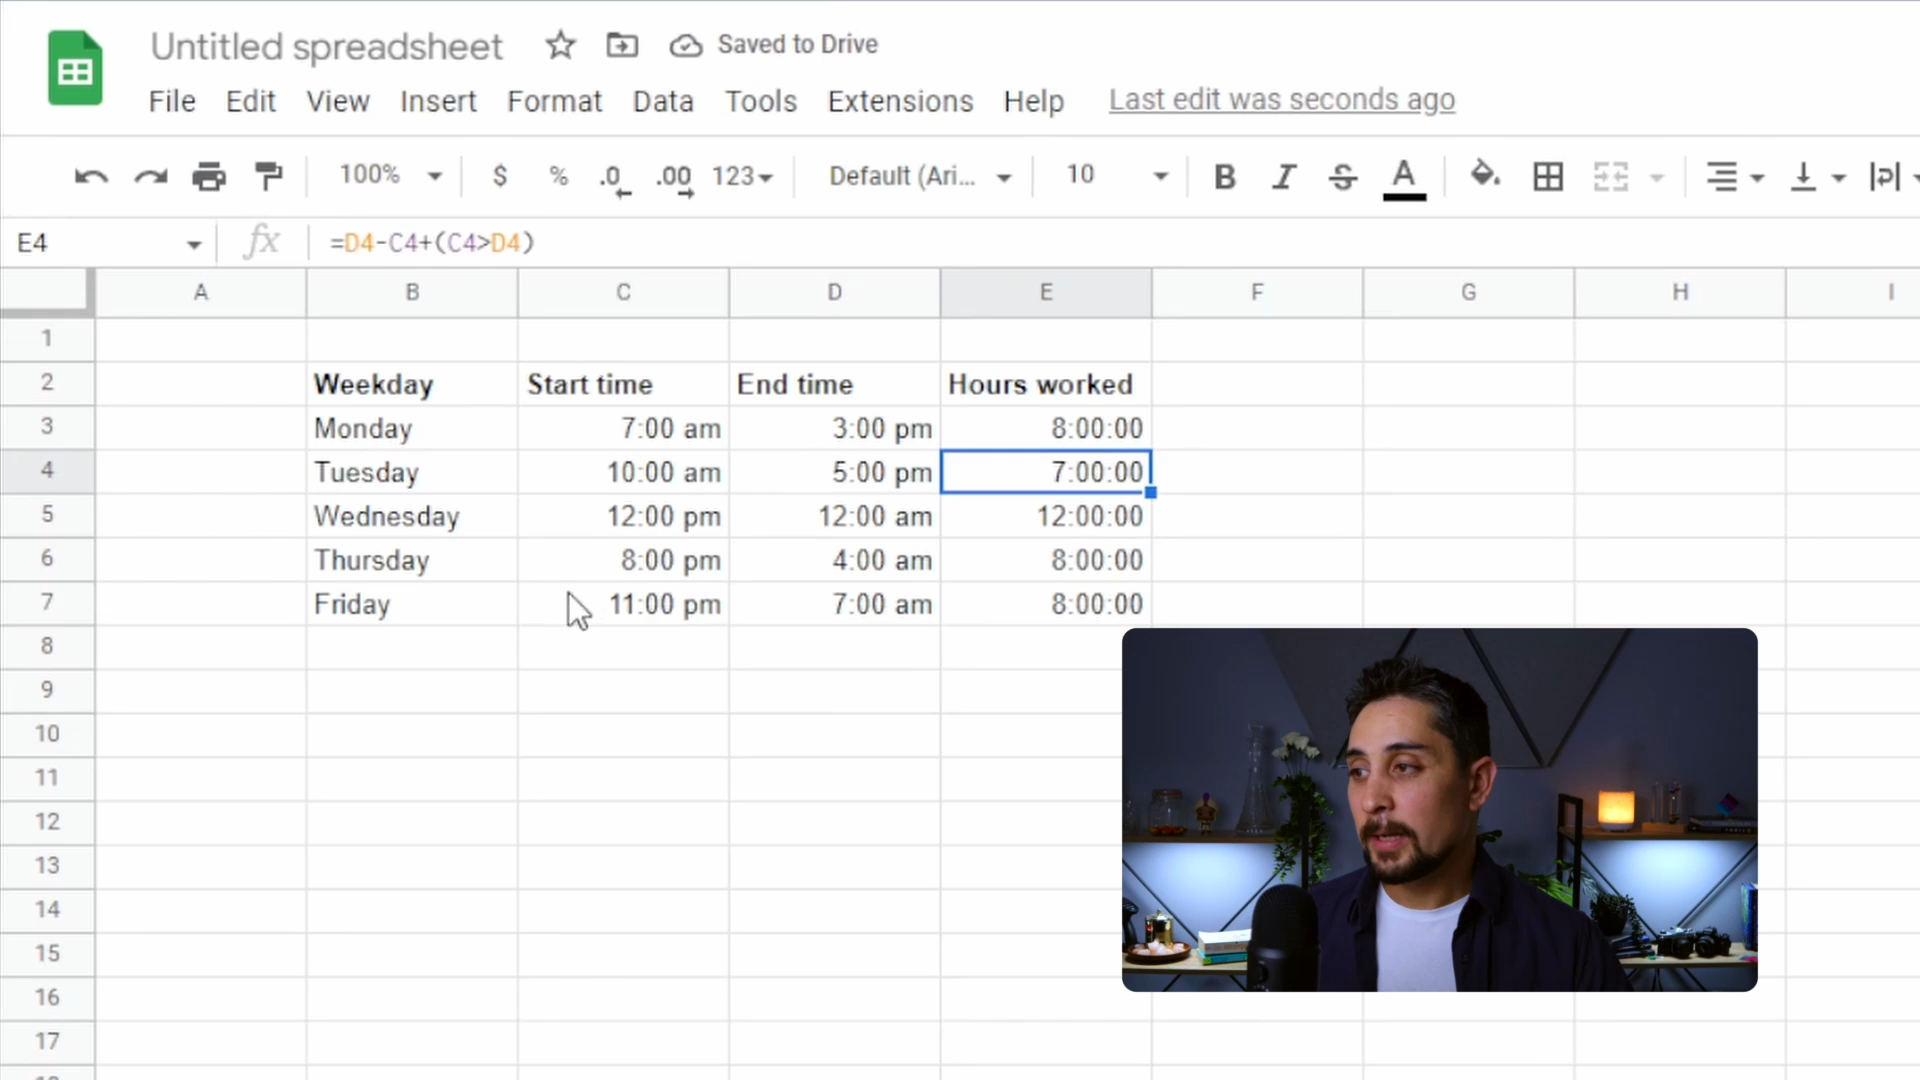 Untitled spreadsheet Saved to Drive
File Edit View Insert Format Data Tools Extensions Help Last edit was seconds ago
100% $ % .0 .00 123 Default (Ari... 10 B I S A
E4 fx =D4-C4+(C4>D4)
A B C D E F G H I
1
2 Weekday Start time End time Hours worked
3 Monday 7:00 am 3:00 pm 8:00:00
4 Tuesday 10:00 am 5:00 pm 7:00:00
5 Wednesday 12:00 pm 12:00 am 12:00:00
6 Thursday 8:00 pm 4:00 am 8:00:00
7 Friday 11:00 pm 7:00 am 8:00:00
8
9
10
11
12
13
14
15
16
17